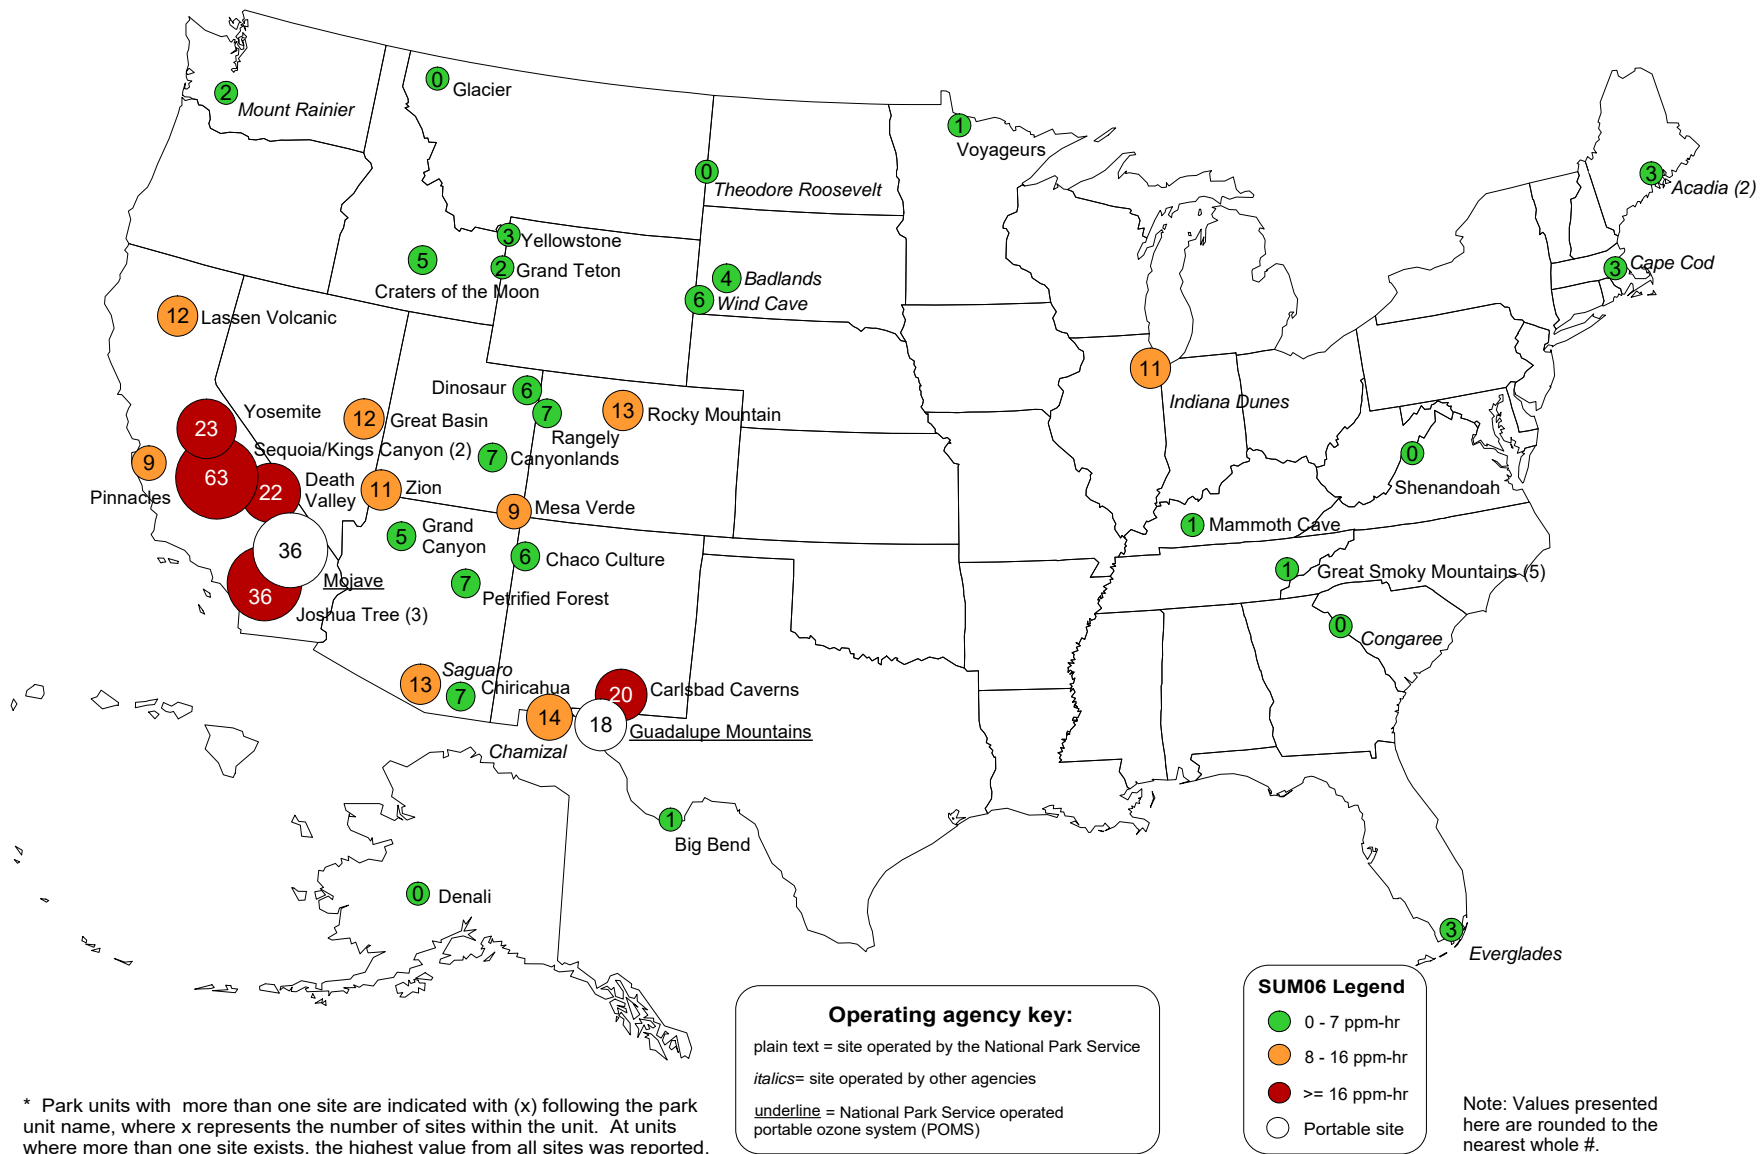 0
Glacier
2
Mount Rainier
1
Voyageurs
0
Theodore Roosevelt
3
Acadia (2)
3
Yellowstone
5
2
Grand Teton
Craters of the Moon
4
Badlands
6
Wind Cave
3
Cape Cod
12
Lassen Volcanic
11
Indiana Dunes
Dinosaur
6
7
Rangely
13
Rocky Mountain
Yosemite
23
12
Great Basin
Sequoia/Kings Canyon (2)
7
Canyonlands
0
Shenandoah
9
Pinnacles
63
22
Death
Valley
11
Zion
9
Mesa Verde
5
Grand
Canyon
1
Mammoth Cave
36
Mojave
6
Chaco Culture
7
Petrified Forest
1
Great Smoky Mountains (5)
36
Joshua Tree (3)
0
Congaree
Saguaro
13
7
Chiricahua
20
Carlsbad Caverns
14
Chamizal
18
Guadalupe Mountains
1
Big Bend
0
Denali
3
Everglades
Operating agency key:
plain text = site operated by the National Park Service
italics= site operated by other agencies
underline = National Park Service operated
portable ozone system (POMS)
SUM06 Legend
0 - 7 ppm-hr
8 - 16 ppm-hr
>= 16 ppm-hr
Portable site
* Park units with more than one site are indicated with (x) following the park
unit name, where x represents the number of sites within the unit. At units
where more than one site exists, the highest value from all sites was reported.
Note: Values presented
here are rounded to the
nearest whole #.